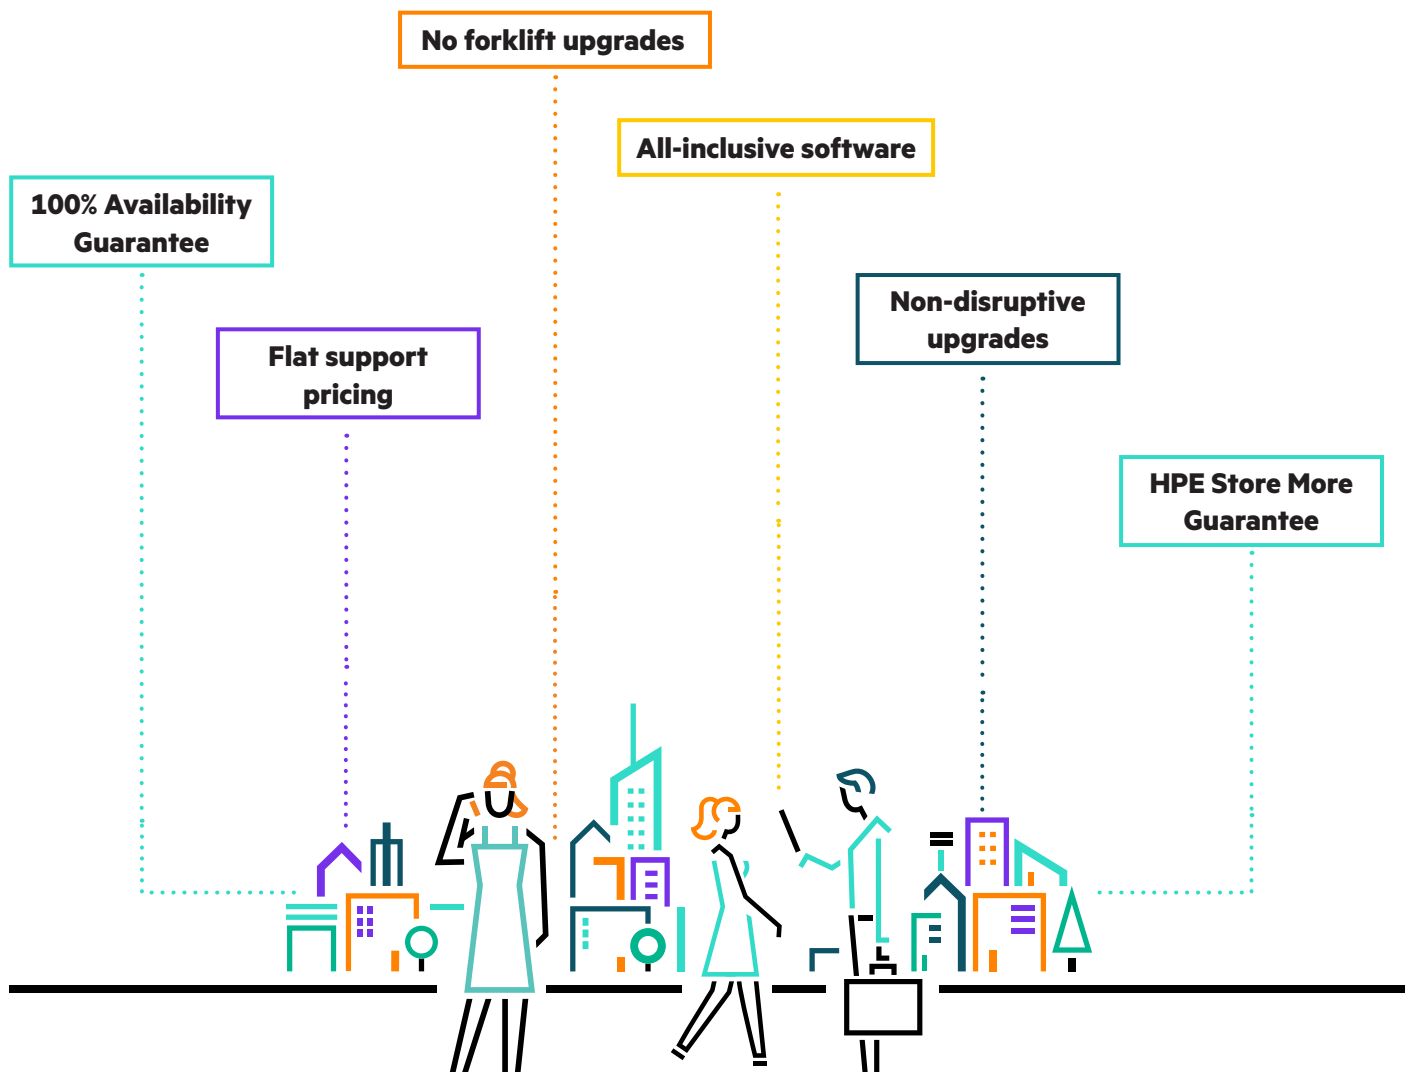 No forklift upgrades
All-inclusive software
100% Availability
Guarantee
Non-disruptive
upgrades
Flat support
pricing
HPE Store More
Guarantee